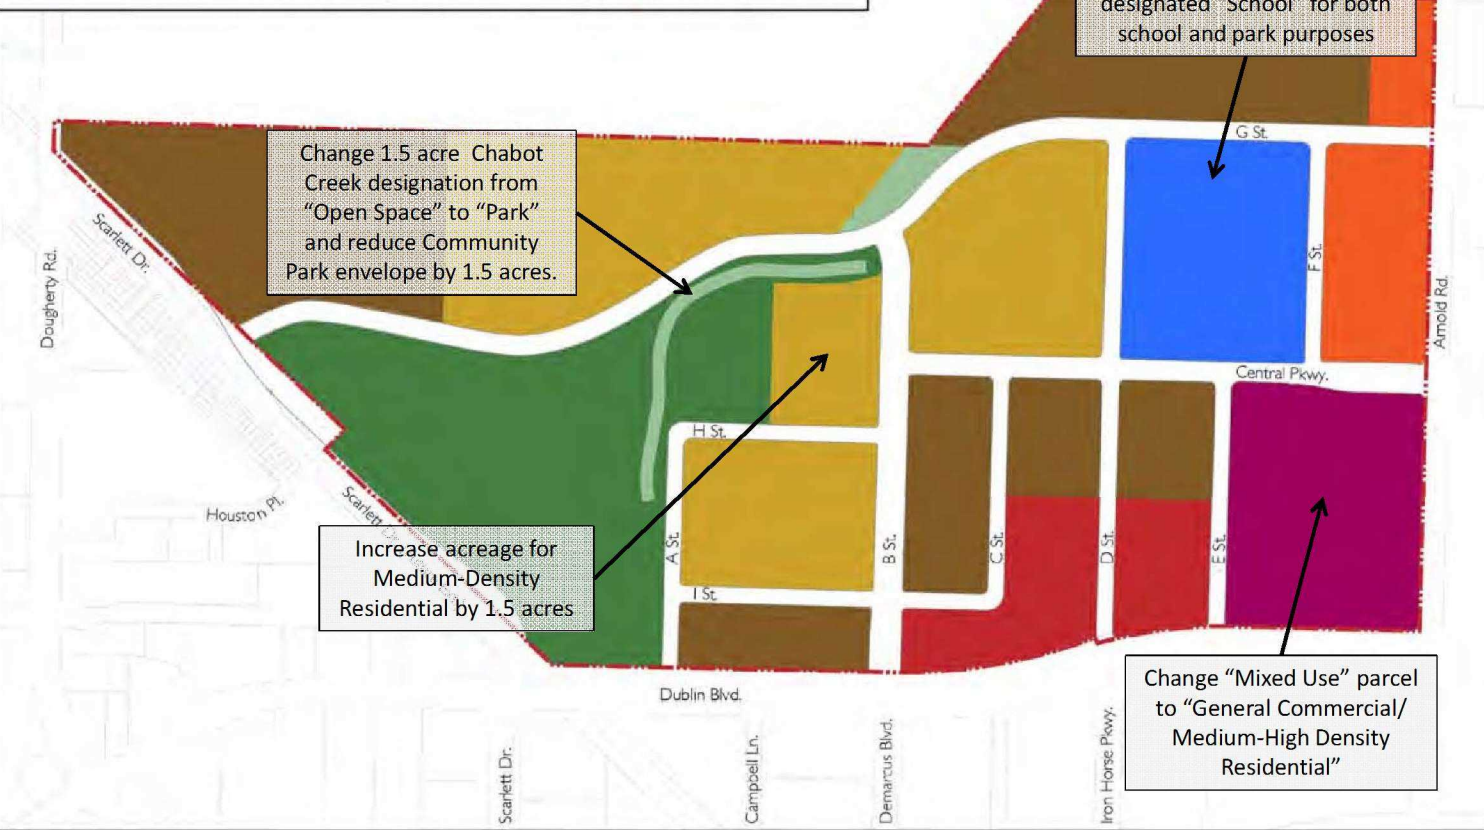 designated "School" for both
school and park purposes
G St.
Change 1.5 acre Chabot
Creek designation from
“Open Space” to “Park”
and reduce Community
Park envelope by 1.5 acres.
Scarlett Dr.
Dougherty Rd.
F St.
Arnold Rd.
Central Pkwy.
H St.
Houston Pl.
Scarlett Dr.
Increase acreage for
Medium-Density
Residential by 1.5 acres
A St.
B St.
C St.
D St.
E St.
I St.
Change “Mixed Use” parcel
to “General Commercial/
Medium-High Density
Residential”
Dublin Blvd.
Scarlett Dr.
Campbell Ln.
Demarcus Blvd.
Iron Horse Pkwy.